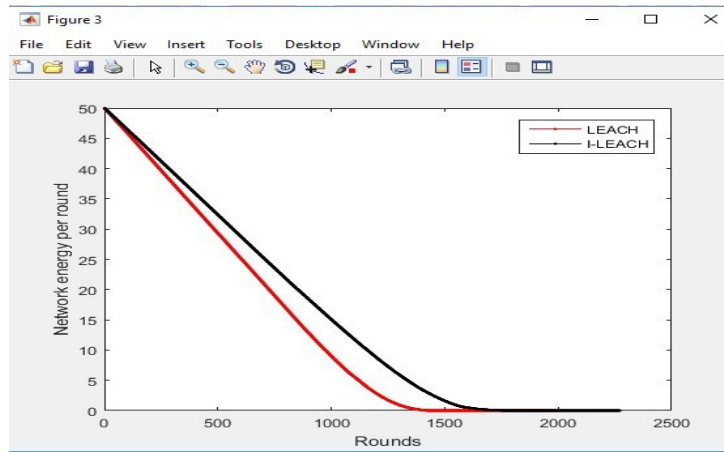 Figure 3
File Edit View Insert Tools Desktop Window Help
LEACH
I-LEACH
Network energy per round
50
45
40
35
30
25
20
15
10
5
0
0 500 1000 1500 2000 2500
Rounds